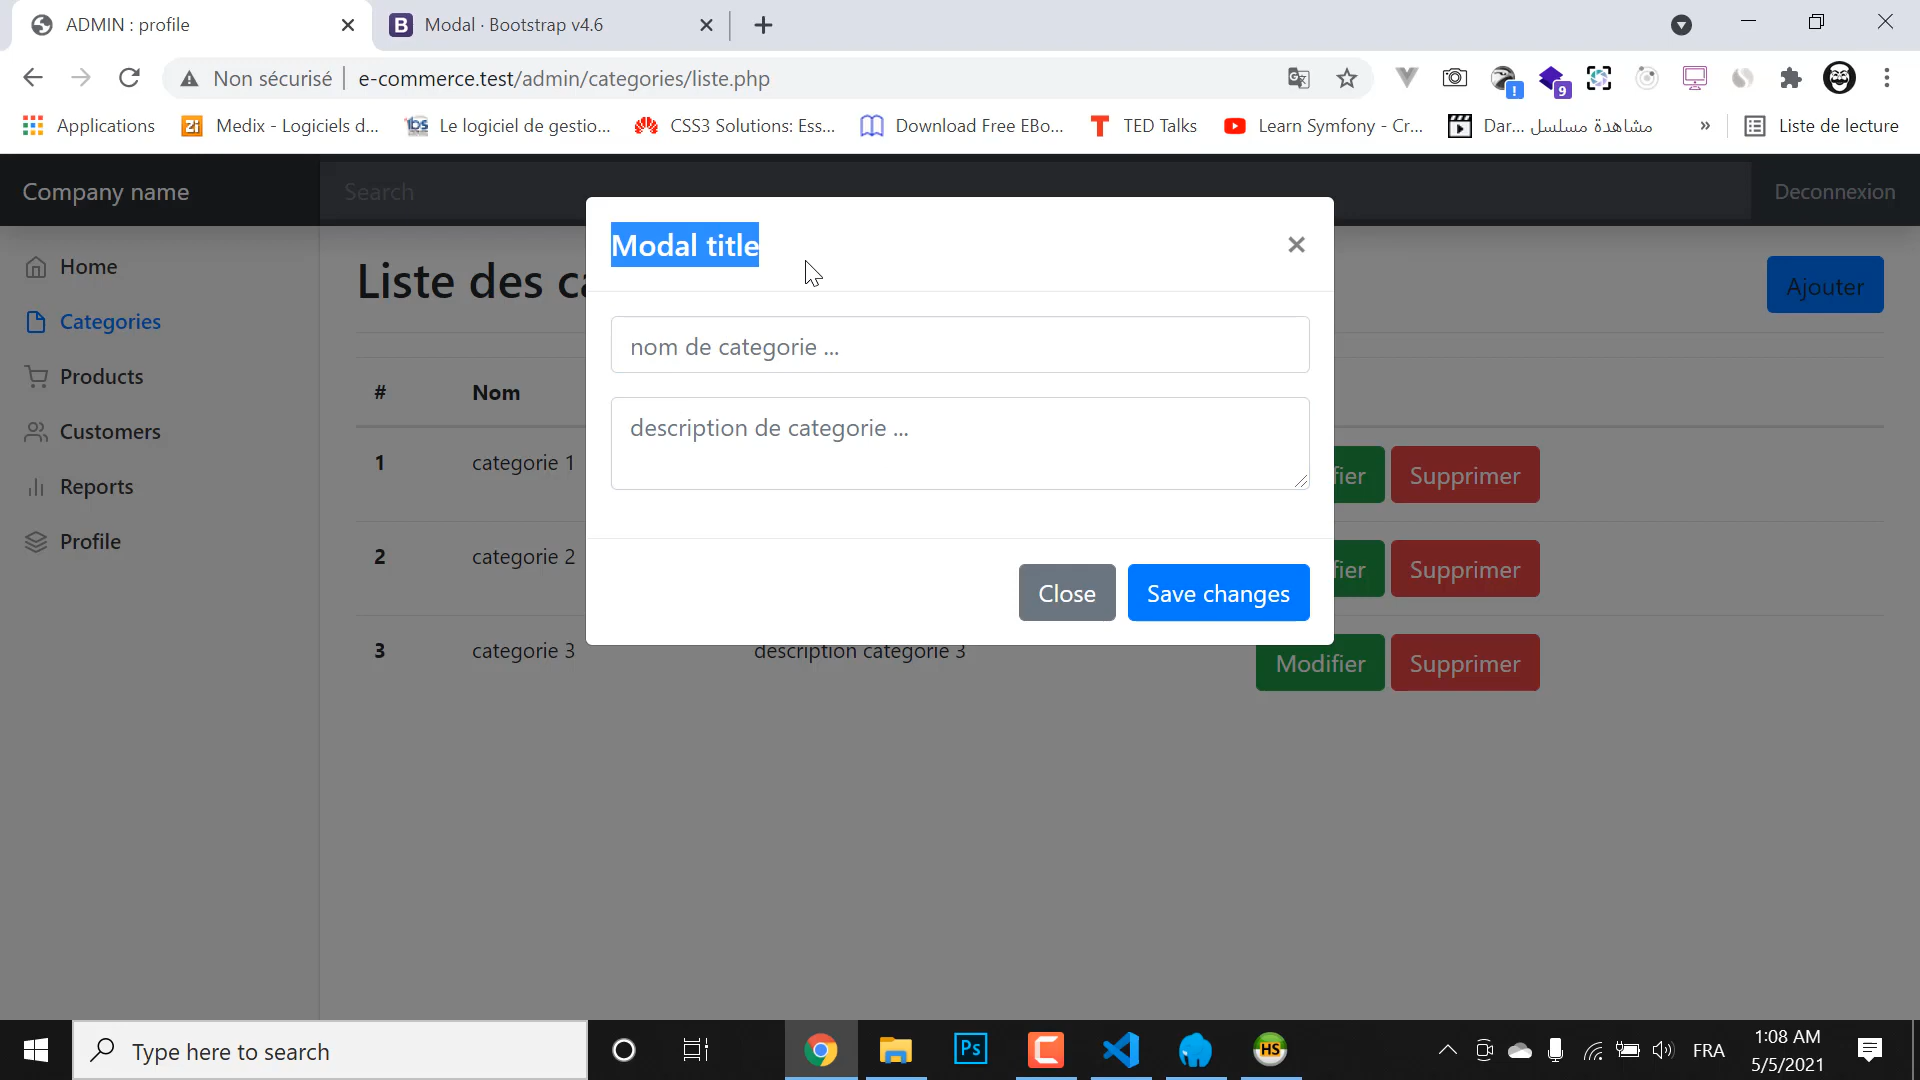 ADMIN : profile
Modal · Bootstrap v4.6
Non sécurisé
e-commerce.test/admin/categories/liste.php
!
9
Applications
Medix - Logiciels d...
Le logiciel de gestio...
CSS3 Solutions: Ess...
Download Free EBo...
TED Talks
Learn Symfony - Cr...
Dar... مشاهدة مسلسل
»
Liste de lecture
Company name
Search
Deconnexion
Home
Categories
Products
Customers
Reports
Profile
Liste des ca
Ajouter
Modal title
×
nom de categorie ...
description de categorie ...
Close
Save changes
# Nom
1 categorie 1 fier Supprimer
2 categorie 2 fier Supprimer
3 categorie 3 description categorie 3 Modifier Supprimer
Type here to search
Ps
HS
FRA
1:08 AM
5/5/2021